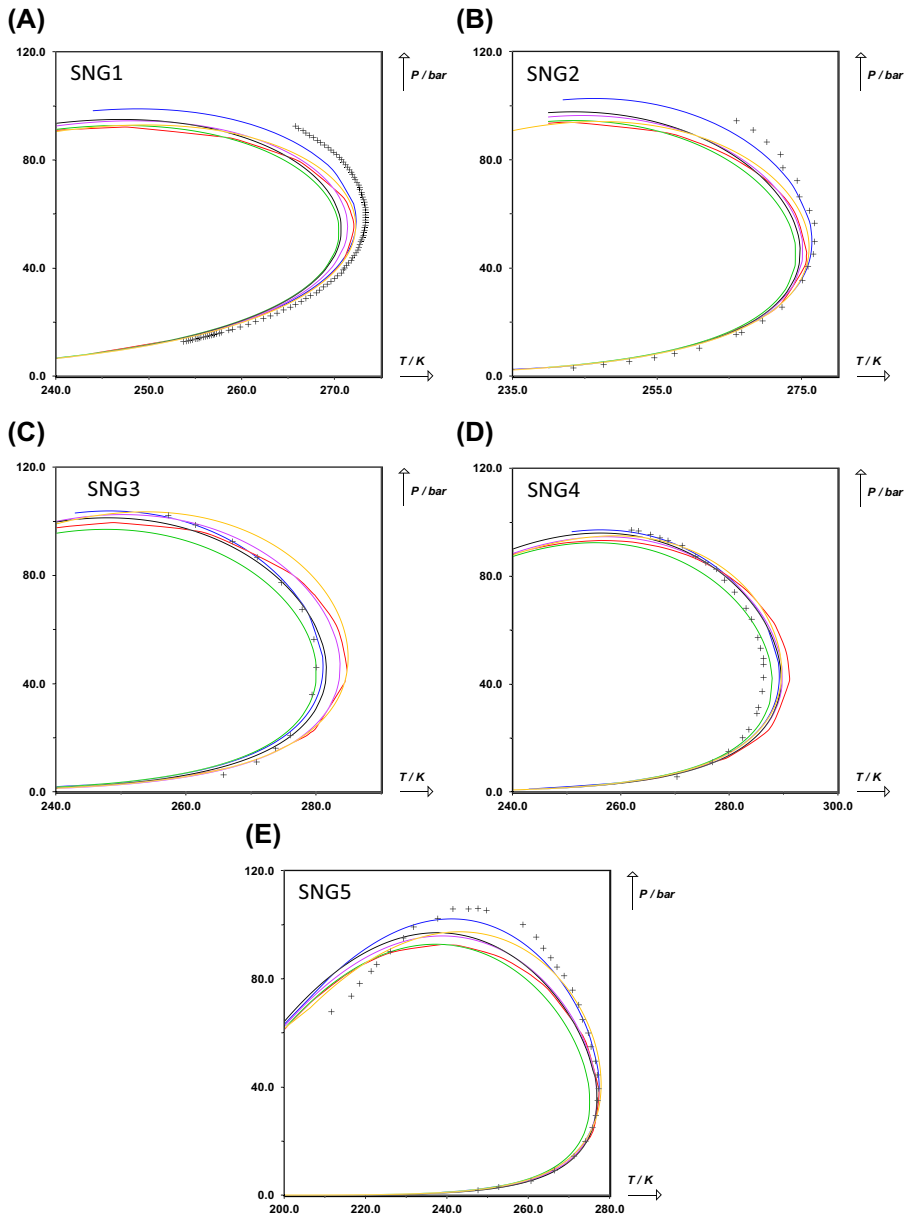 (A)
120.0
SNG1
P / bar
80.0
40.0
T / K
0.0
240.0 250.0 260.0 270.0
(B)
120.0
SNG2
P / bar
80.0
40.0
T / K
0.0
235.0 255.0 275.0
(C)
120.0
SNG3
P / bar
80.0
40.0
T / K
0.0
240.0 260.0 280.0
(D)
120.0
SNG4
P / bar
80.0
40.0
T / K
0.0
240.0 260.0 280.0 300.0
(E)
120.0
SNG5
P / bar
80.0
40.0
T / K
0.0
200.0 220.0 240.0 260.0 280.0